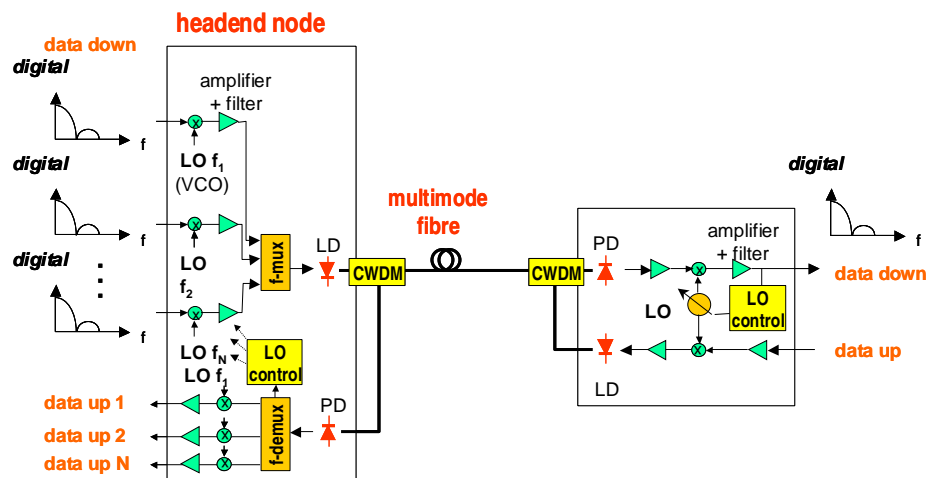 headend node
data down
digital
amplifier
+ filter
f
LO f1
(VCO)
digital
f
LO
f2
digital
f
LO fN
LO f1
x
x
x
f-mux
LD
CWDM
multimode
fibre
CWDM
PD
amplifier
+ filter
x
LO
LO
control
x
LD
digital
f
data down
data up
LO
control
f-demux
PD
x
x
x
data up 1
data up 2
data up N